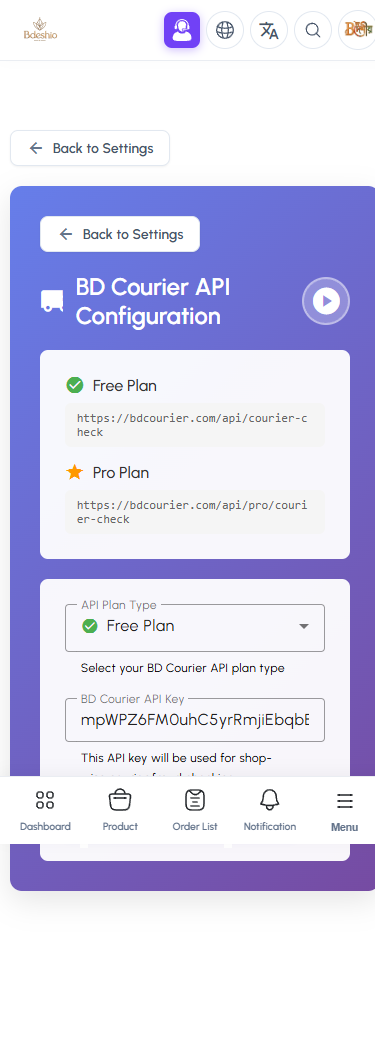 Bdeshio
Back to Settings
Back to Settings
BD Courier API
Configuration
Free Plan
https://bdcourier.com/api/courier-c
heck
Pro Plan
https://bdcourier.com/api/pro/couri
er-check
API Plan Type
Free Plan
Select your BD Courier API plan type
BD Courier API Key
mpWPZ6FM0uhC5yrRmjiEbqbE
This API key will be used for shop-
Dashboard
Product
Order List
Notification
Menu